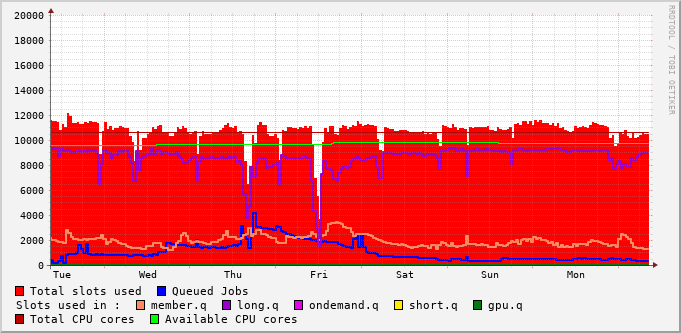 RRDTOOL / TOBI OETIKER
20000
18000
16000
14000
12000
10000
8000
6000
4000
2000
0
Tue Wed Thu Fri Sat Sun Mon
Total slots used Queued Jobs
Slots used in : member.q long.q ondemand.q short.q gpu.q
Total CPU cores Available CPU cores